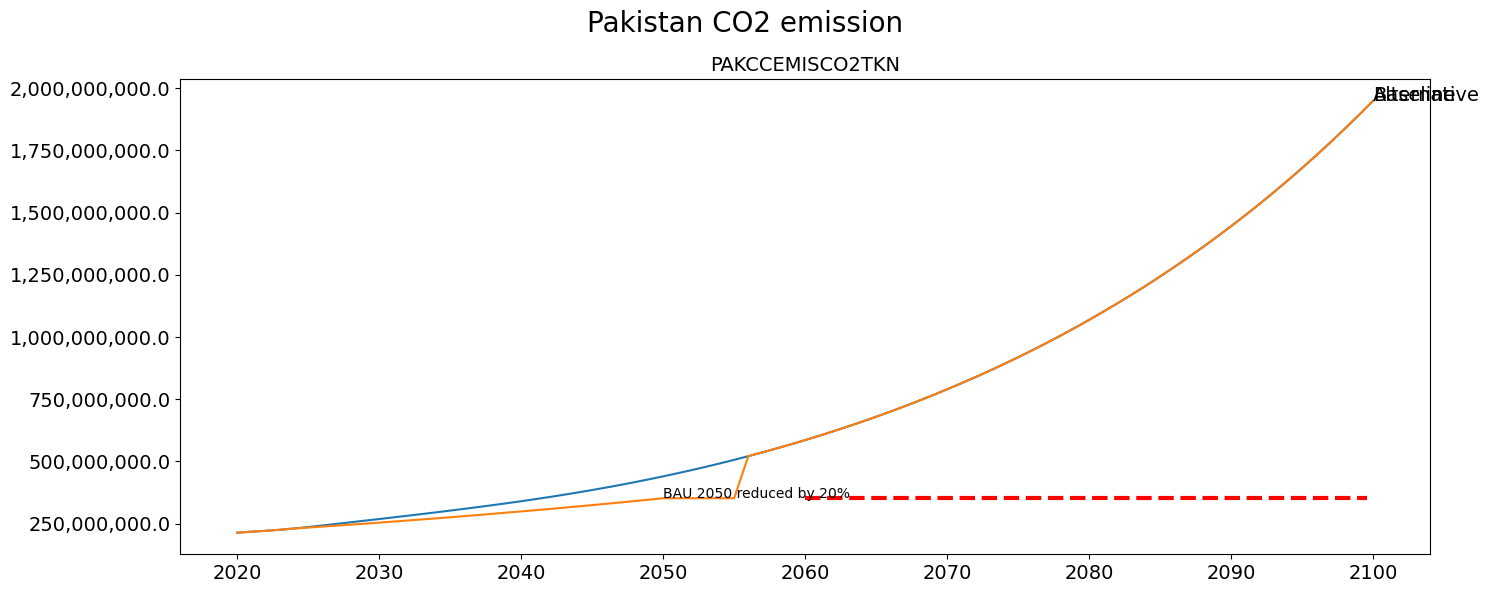 Pakistan CO2 emission
PAKCCEMISCO2TKN
2,000,000,000.0
1,750,000,000.0
1,500,000,000.0
1,250,000,000.0
1,000,000,000.0
750,000,000.0
500,000,000.0
250,000,000.0
Baseline
Alternative
BAU 2050 reduced by 20%
2020 2030 2040 2050 2060 2070 2080 2090 2100